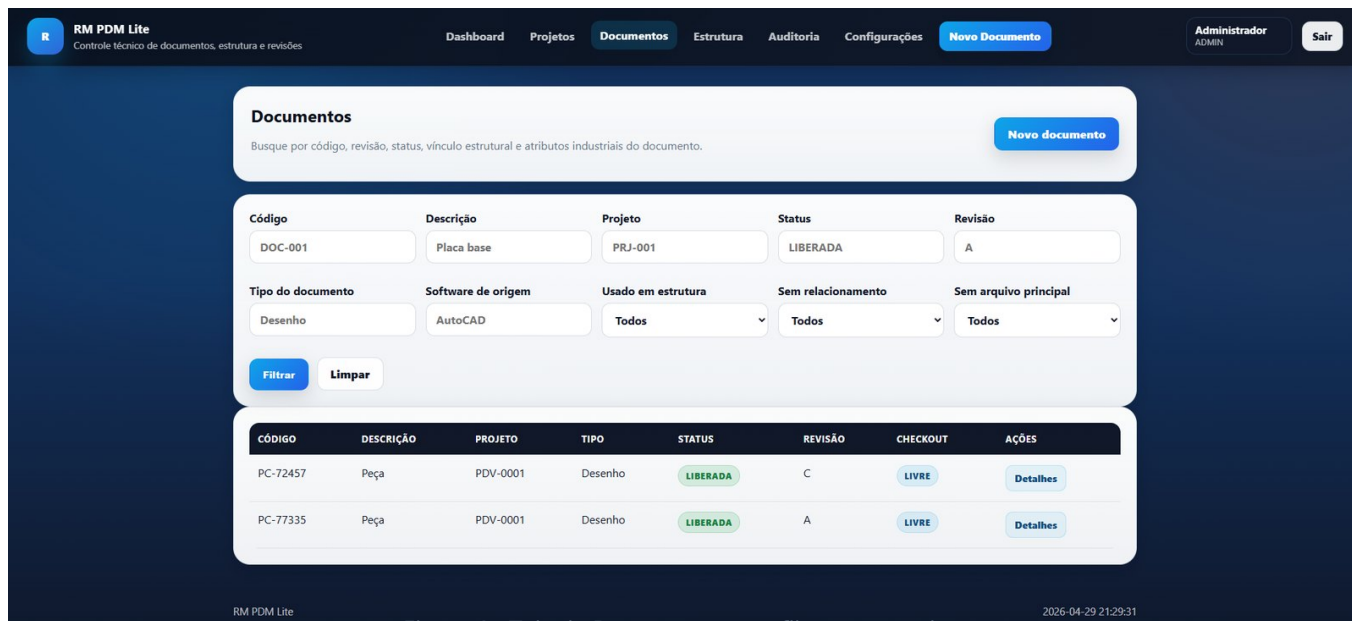 R
RM PDM Lite
Controle técnico de documentos, estrutura e revisões
Dashboard Projetos Documentos Estrutura Auditoria Configurações Novo Documento
Administrador
ADMIN
Sair
Documentos
Busque por código, revisão, status, vínculo estrutural e atributos industriais do documento.
Novo documento
Código Descrição Projeto Status Revisão
DOC-001 Placa base PRJ-001 LIBERADA A
Tipo do documento Software de origem Usado em estrutura Sem relacionamento Sem arquivo principal
Desenho AutoCAD Todos Todos Todos
Filtrar Limpar
CÓDIGO DESCRIÇÃO PROJETO TIPO STATUS REVISÃO CHECKOUT AÇÕES
PC-72457 Peça PDV-0001 Desenho LIBERADA C LIVRE Detalhes
PC-77335 Peça PDV-0001 Desenho LIBERADA A LIVRE Detalhes
RM PDM Lite 2026-04-29 21:29:31